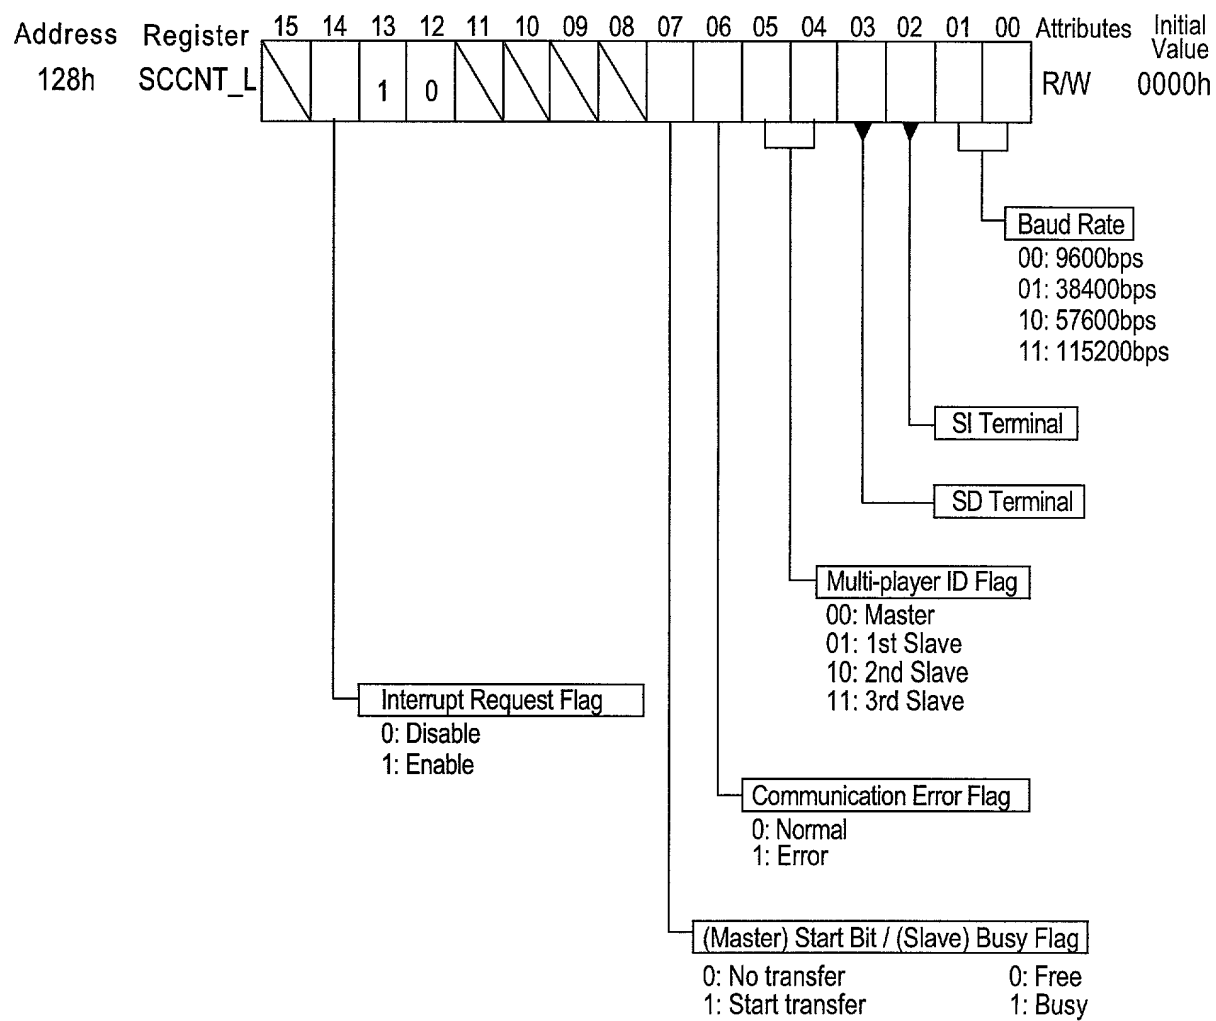 Address Register 15 14 13 12 11 10 09 08 07 06 05 04 03 02 01 00 Attributes Initial Value
128h SCCNT_L 1 0 R/W 0000h
Baud Rate
00: 9600bps
01: 38400bps
10: 57600bps
11: 115200bps
SI Terminal
SD Terminal
Multi-player ID Flag
00: Master
01: 1st Slave
10: 2nd Slave
11: 3rd Slave
Interrupt Request Flag
0: Disable
1: Enable
Communication Error Flag
0: Normal
1: Error
(Master) Start Bit / (Slave) Busy Flag
0: No transfer 0: Free
1: Start transfer 1: Busy